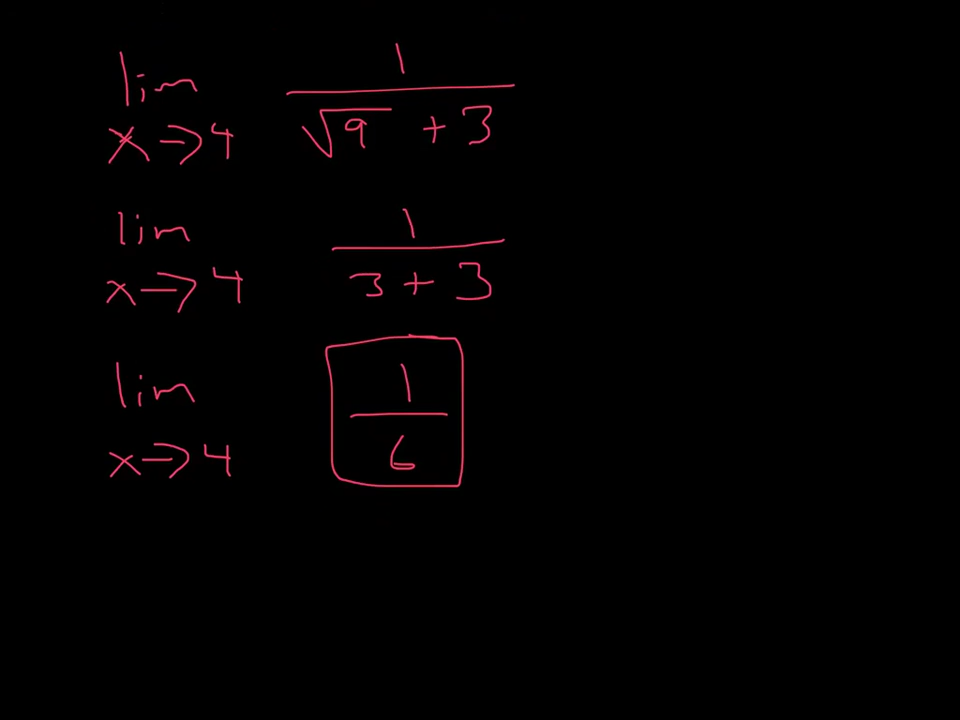 lim x→4 1/(√9 + 3)
lim x→4 1/(3 + 3)
lim x→4 1/6